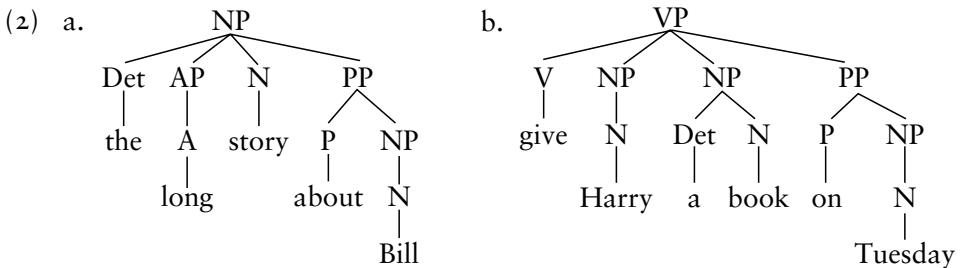 (2) a. NP b. VP
Det AP N PP V NP NP PP
the A story P NP give N Det N P NP
long about N Harry a book on N
Bill Tuesday